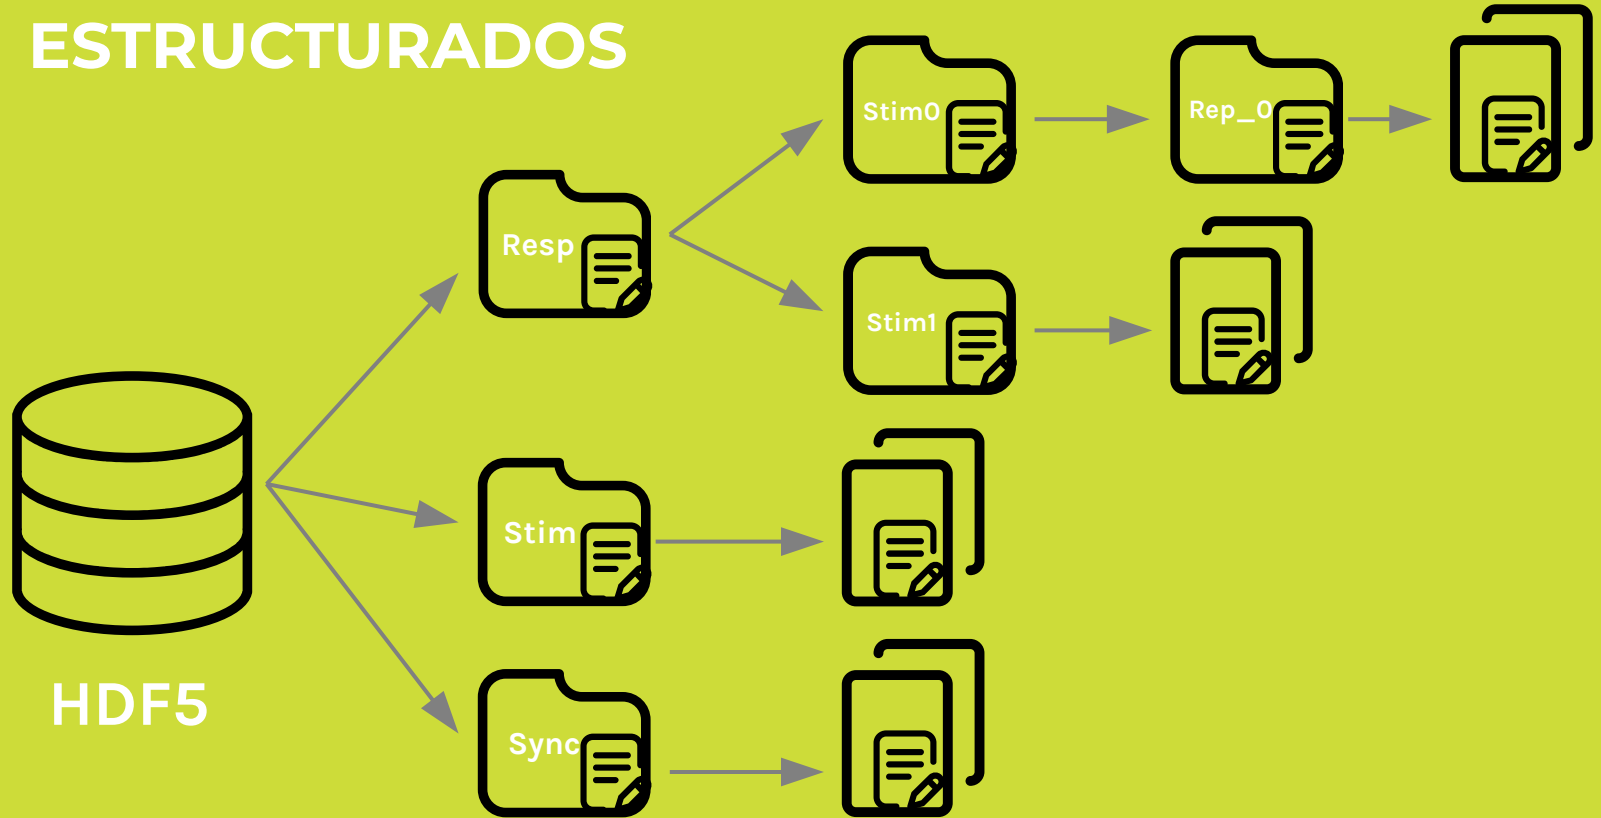 ESTRUCTURADOS
Stim0
Rep_0
Resp
Stim1
Stim
HDF5
Sync